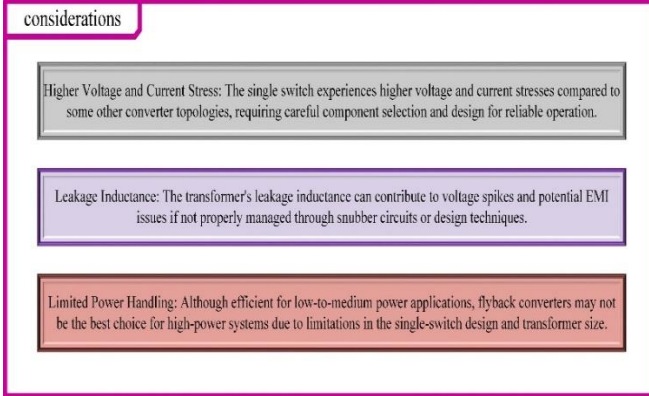 considerations
Higher Voltage and Current Stress: The single switch experiences higher voltage and current stresses compared to
some other converter topologies, requiring careful component selection and design for reliable operation.
Leakage Inductance: The transformer's leakage inductance can contribute to voltage spikes and potential EMI
issues if not properly managed through snubber circuits or design techniques.
Limited Power Handling: Although efficient for low-to-medium power applications, flyback converters may not
be the best choice for high-power systems due to limitations in the single-switch design and transformer size.